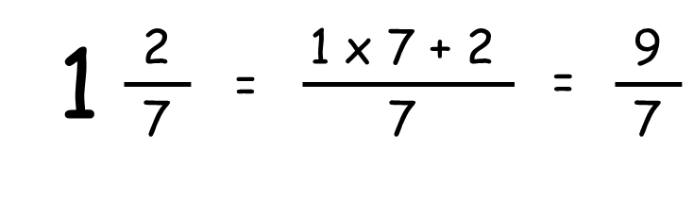 1 2/7 = (1 x 7 + 2)/7 = 9/7